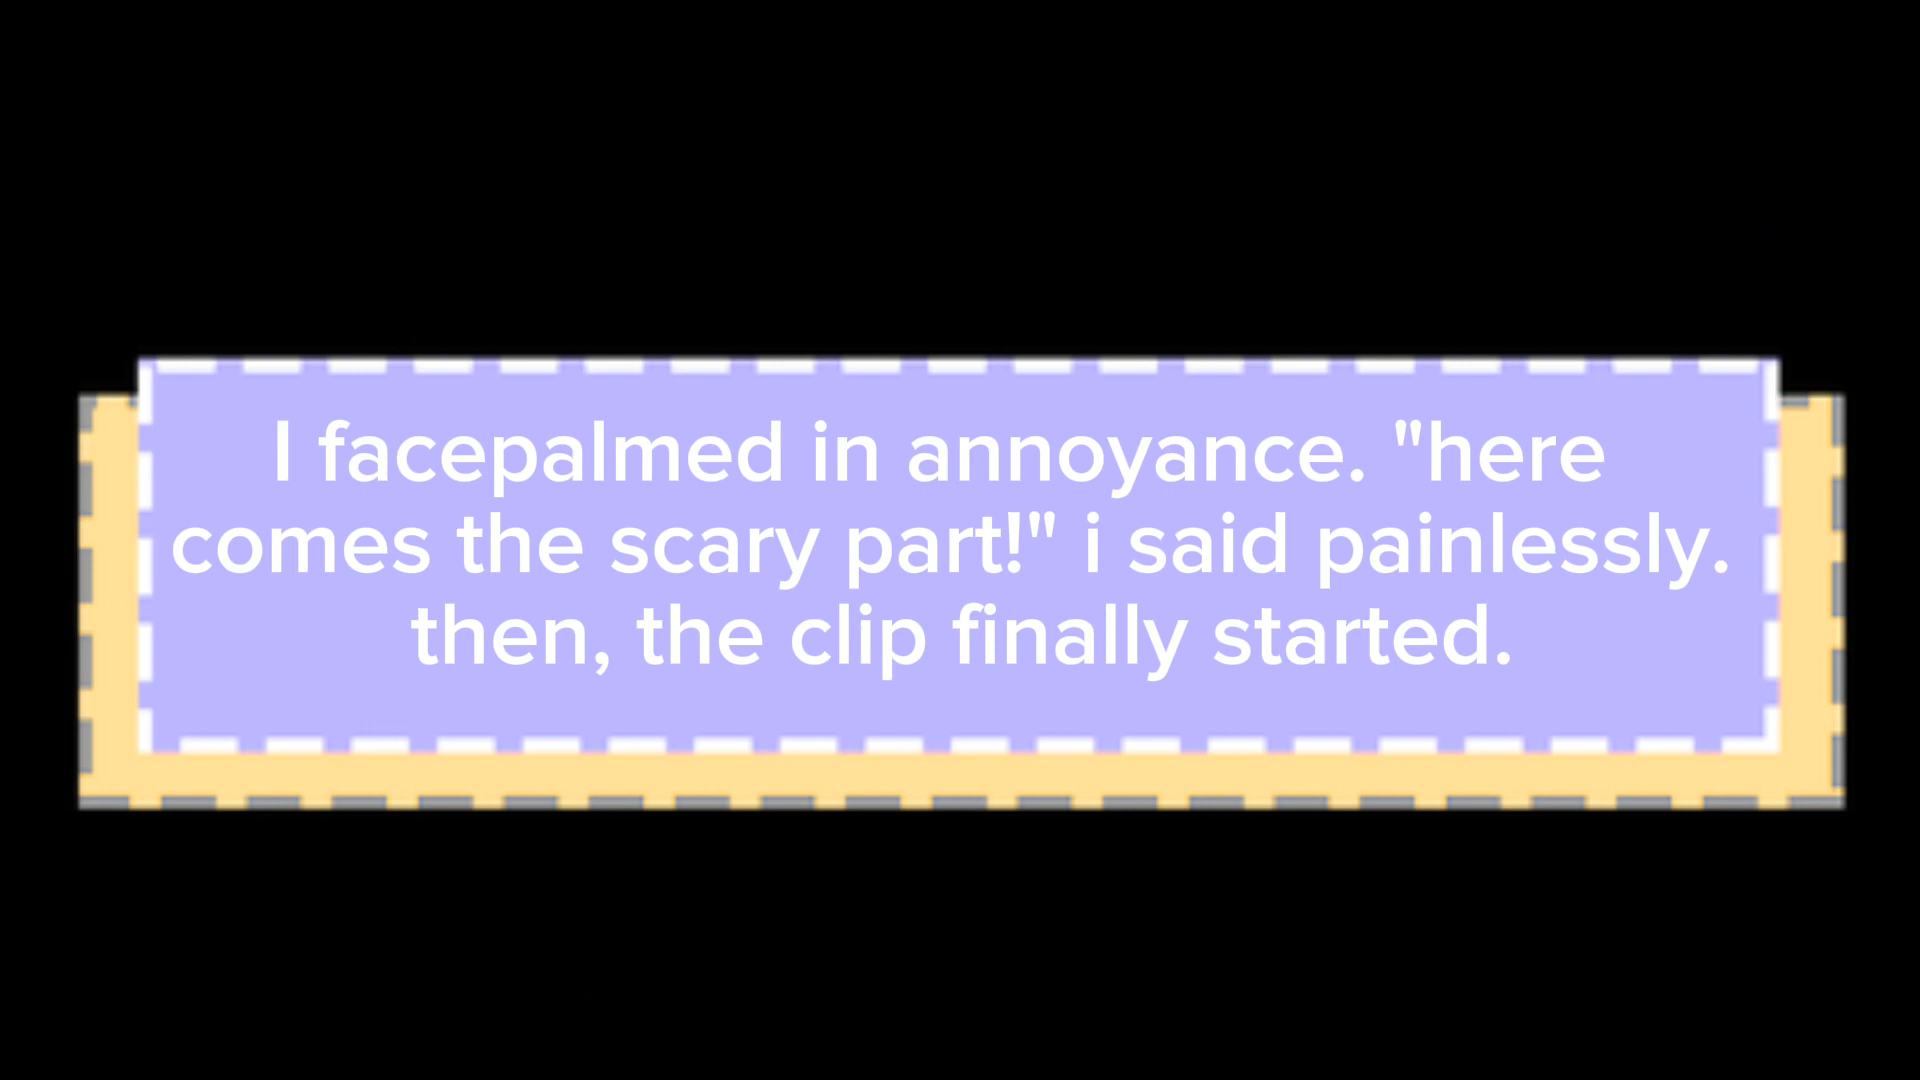 I facepalmed in annoyance. "here
comes the scary part!" i said painlessly.
then, the clip finally started.